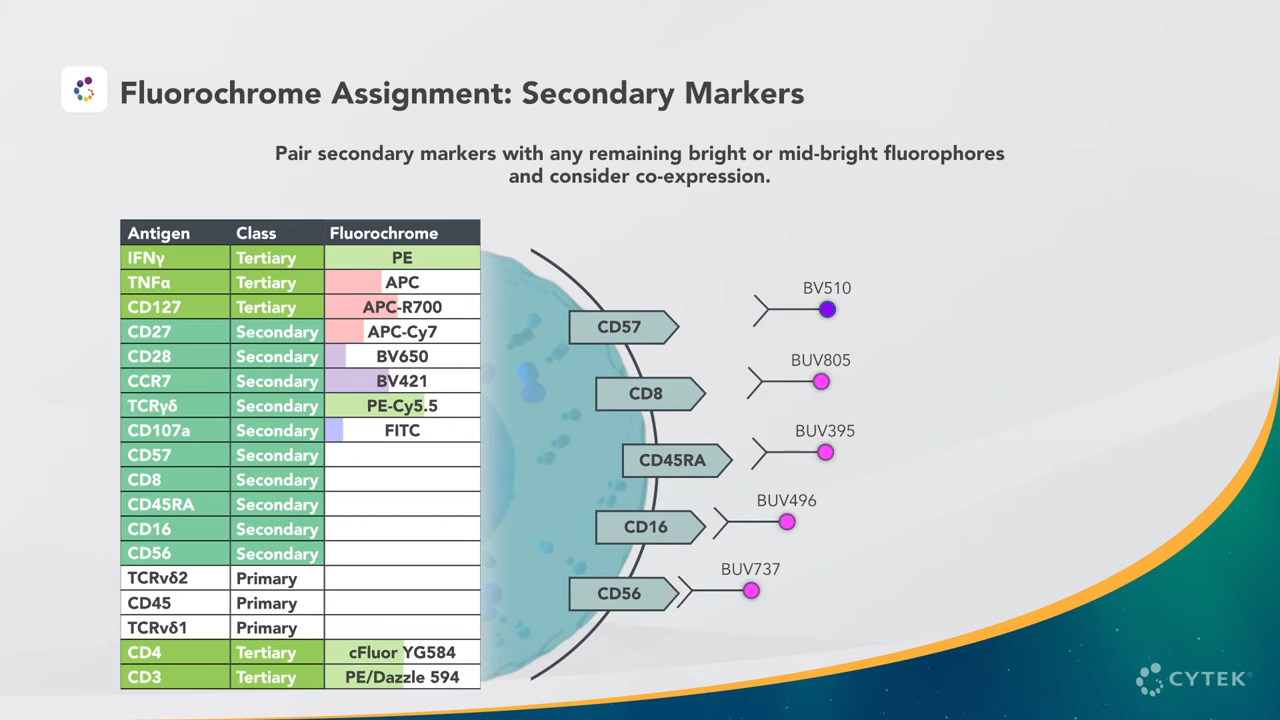 Fluorochrome Assignment: Secondary Markers
Pair secondary markers with any remaining bright or mid-bright fluorophores
and consider co-expression.
Antigen Class Fluorochrome
IFNγ Tertiary PE
TNFα Tertiary APC
CD127 Tertiary APC-R700
CD27 Secondary APC-Cy7
CD28 Secondary BV650
CCR7 Secondary BV421
TCRγδ Secondary PE-Cy5.5
CD107a Secondary FITC
CD57 Secondary
CD8 Secondary
CD45RA Secondary
CD16 Secondary
CD56 Secondary
TCRvδ2 Primary
CD45 Primary
TCRvδ1 Primary
CD4 Tertiary cFluor YG584
CD3 Tertiary PE/Dazzle 594
BV510
CD57
BUV805
CD8
BUV395
CD45RA
BUV496
CD16
BUV737
CD56
CYTEK®